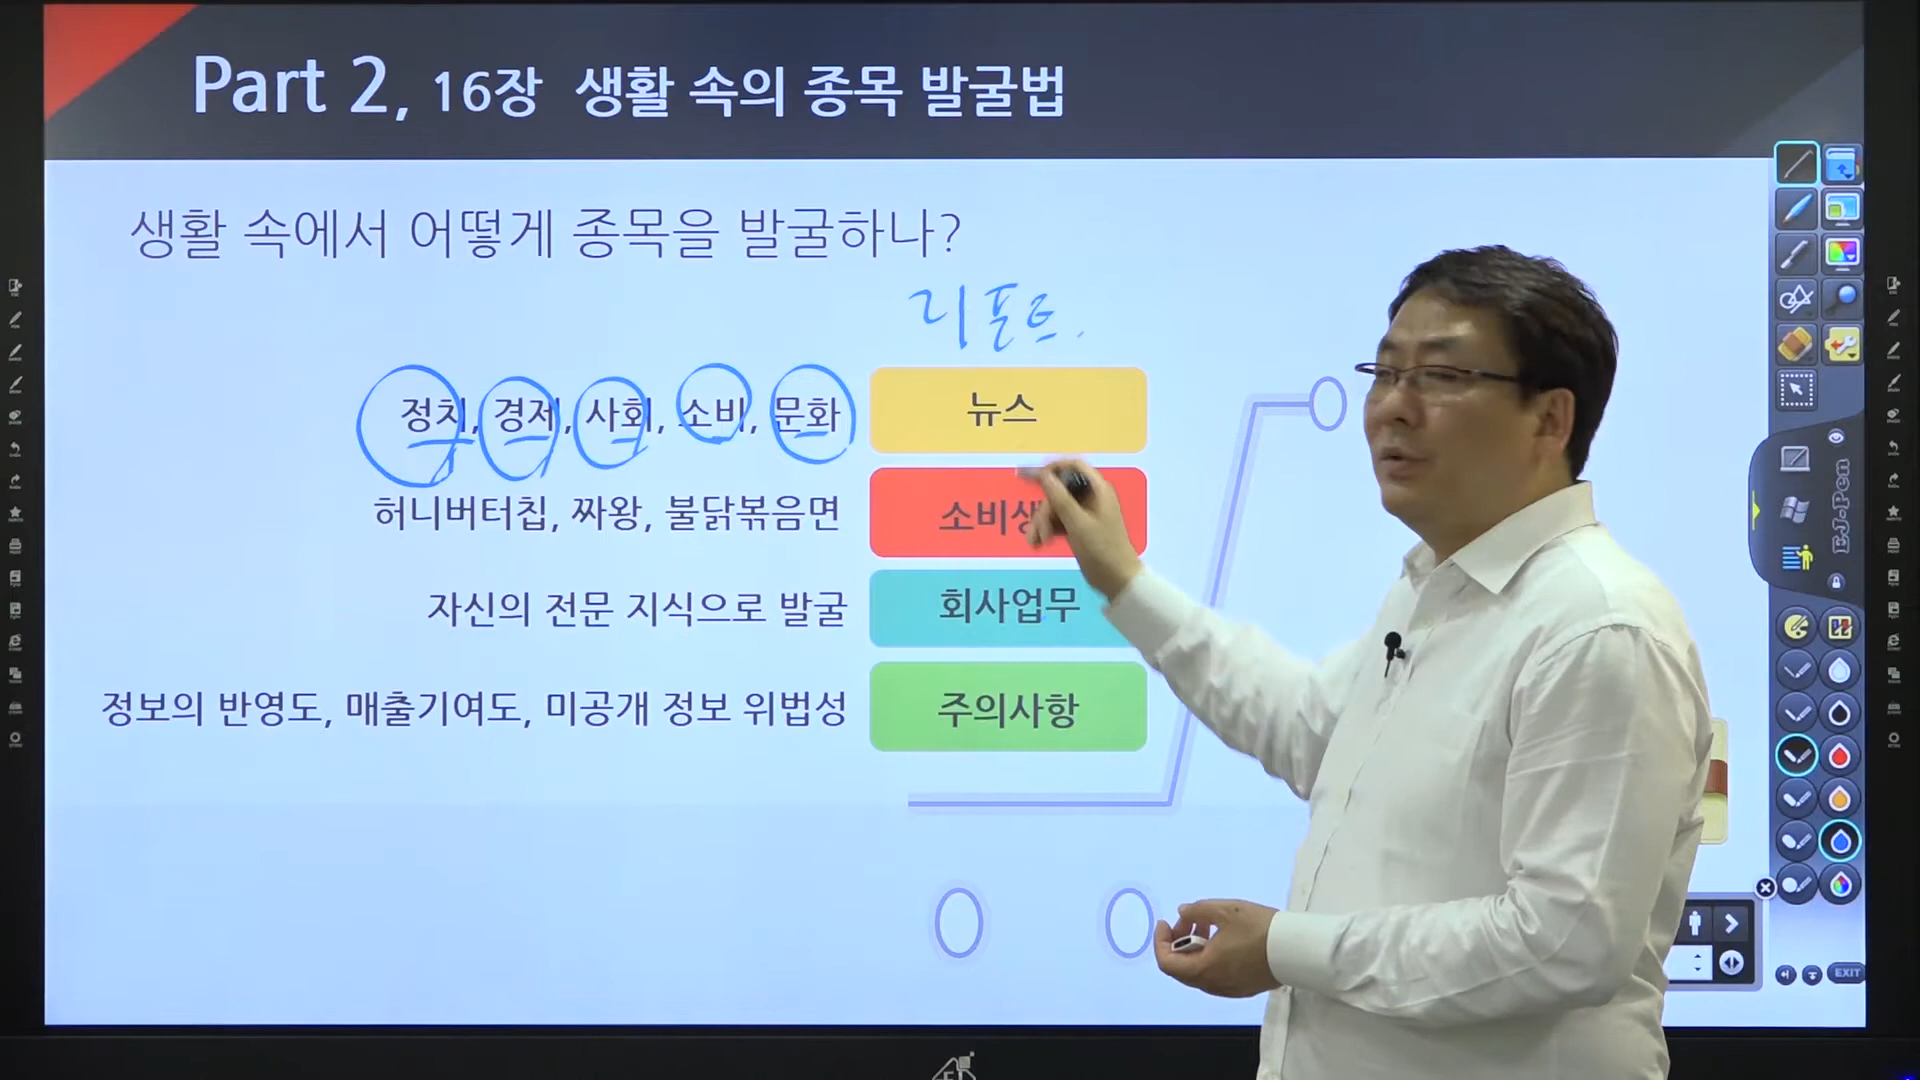 Part 2, 16장 생활 속의 종목 발굴법
생활 속에서 어떻게 종목을 발굴하나?
리폴트.
정치, 경제, 사회, 소비, 문화 뉴스
허니버터칩, 짜왕, 불닭볶음면 소비생
자신의 전문 지식으로 발굴 회사업무
정보의 반영도, 매출기여도, 미공개 정보 위법성 주의사항
E.J-Pen
EXIT